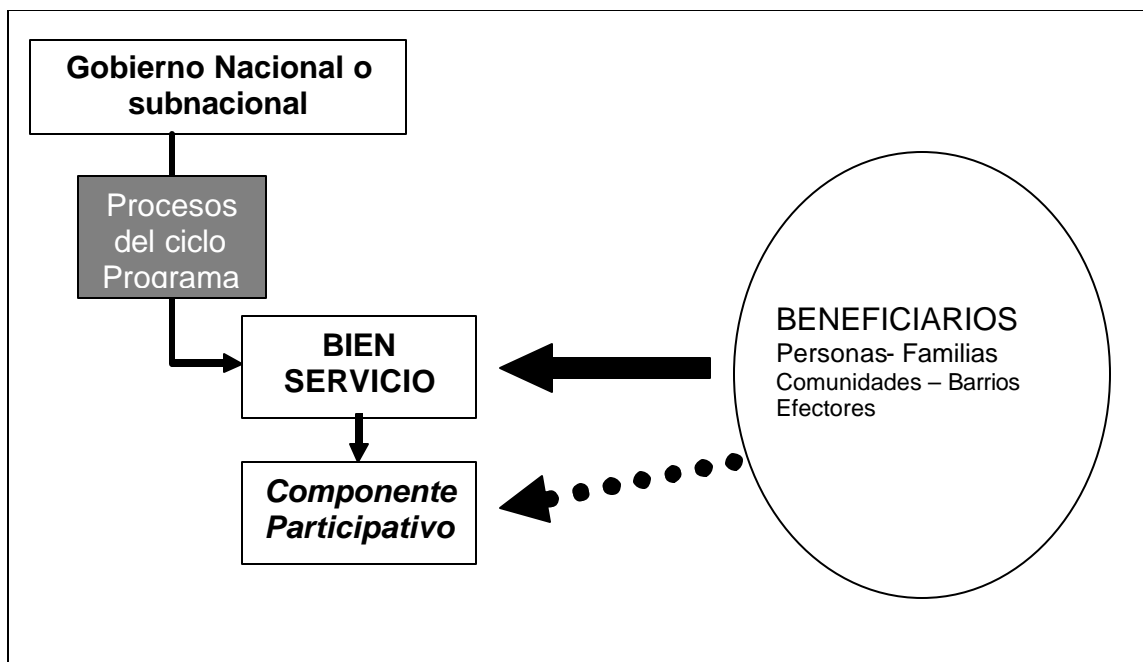 Gobierno Nacional o
subnacional
Procesos
del ciclo
Programa
BIEN
SERVICIO
Componente
Participativo
BENEFICIARIOS
Personas- Familias
Comunidades – Barrios
Efectores